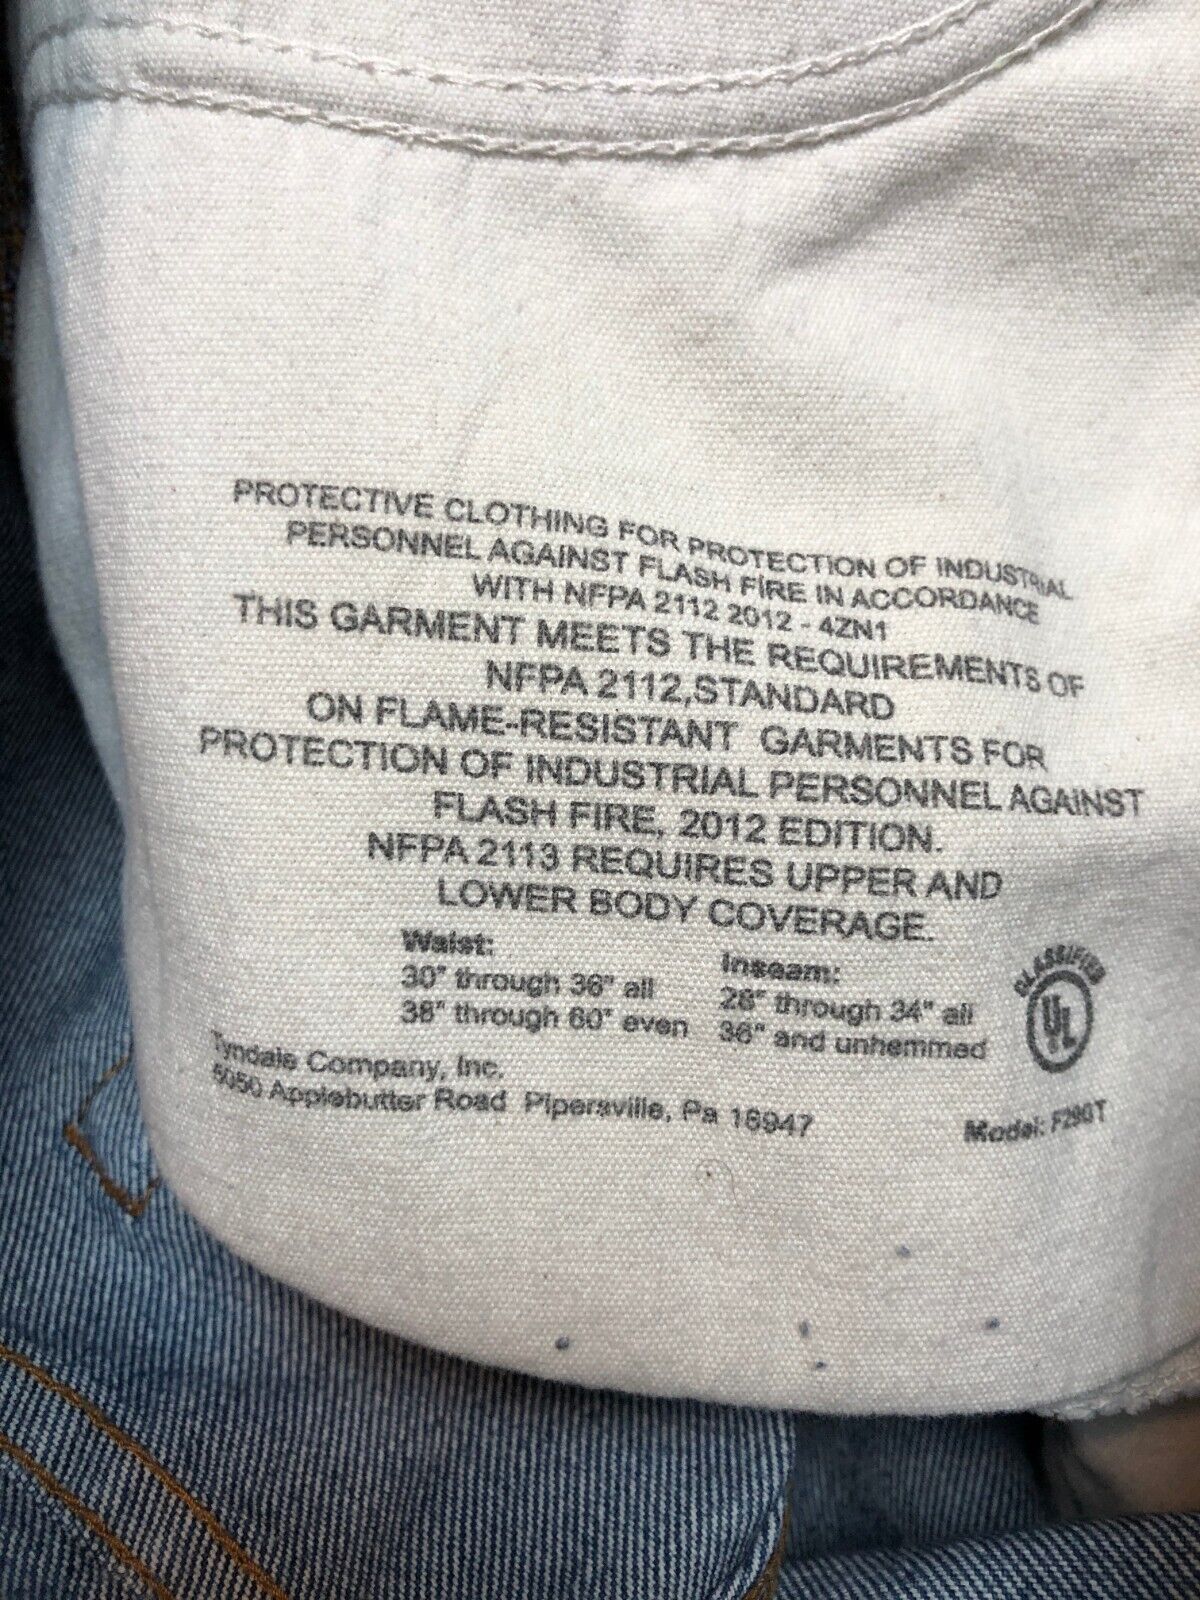 PROTECTIVE CLOTHING FOR PROTECTION OF INDUSTRIAL
PERSONNEL AGAINST FLASH FIRE IN ACCORDANCE
WITH NFPA 2112 2012 - 4ZN1
THIS GARMENT MEETS THE REQUIREMENTS OF
NFPA 2112,STANDARD
ON FLAME-RESISTANT GARMENTS FOR
PROTECTION OF INDUSTRIAL PERSONNEL AGAINST
FLASH FIRE, 2012 EDITION.
NFPA 2113 REQUIRES UPPER AND
LOWER BODY COVERAGE.
Waist:
30" through 36" all
38" through 60" even
Inseam:
28" through 34" all
36" and unhemmed
CLASSIFIED
UL
Tyndale Company, Inc.
5050 Applebutter Road Pipersville, Pa 18947
Model: F290T